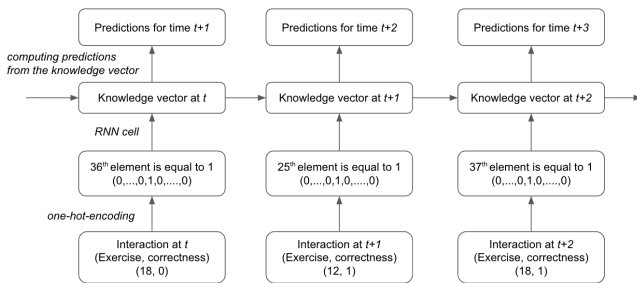 Predictions for time t+1
Predictions for time t+2
Predictions for time t+3
computing predictions
from the knowledge vector
Knowledge vector at t
Knowledge vector at t+1
Knowledge vector at t+2
RNN cell
36th element is equal to 1
(0,...,0,1,0,....,0)
25th element is equal to 1
(0,...,0,1,0,....,0)
37th element is equal to 1
(0,...,0,1,0,....,0)
one-hot-encoding
Interaction at t
(Exercise, correctness)
(18, 0)
Interaction at t+1
(Exercise, correctness)
(12, 1)
Interaction at t+2
(Exercise, correctness)
(18, 1)